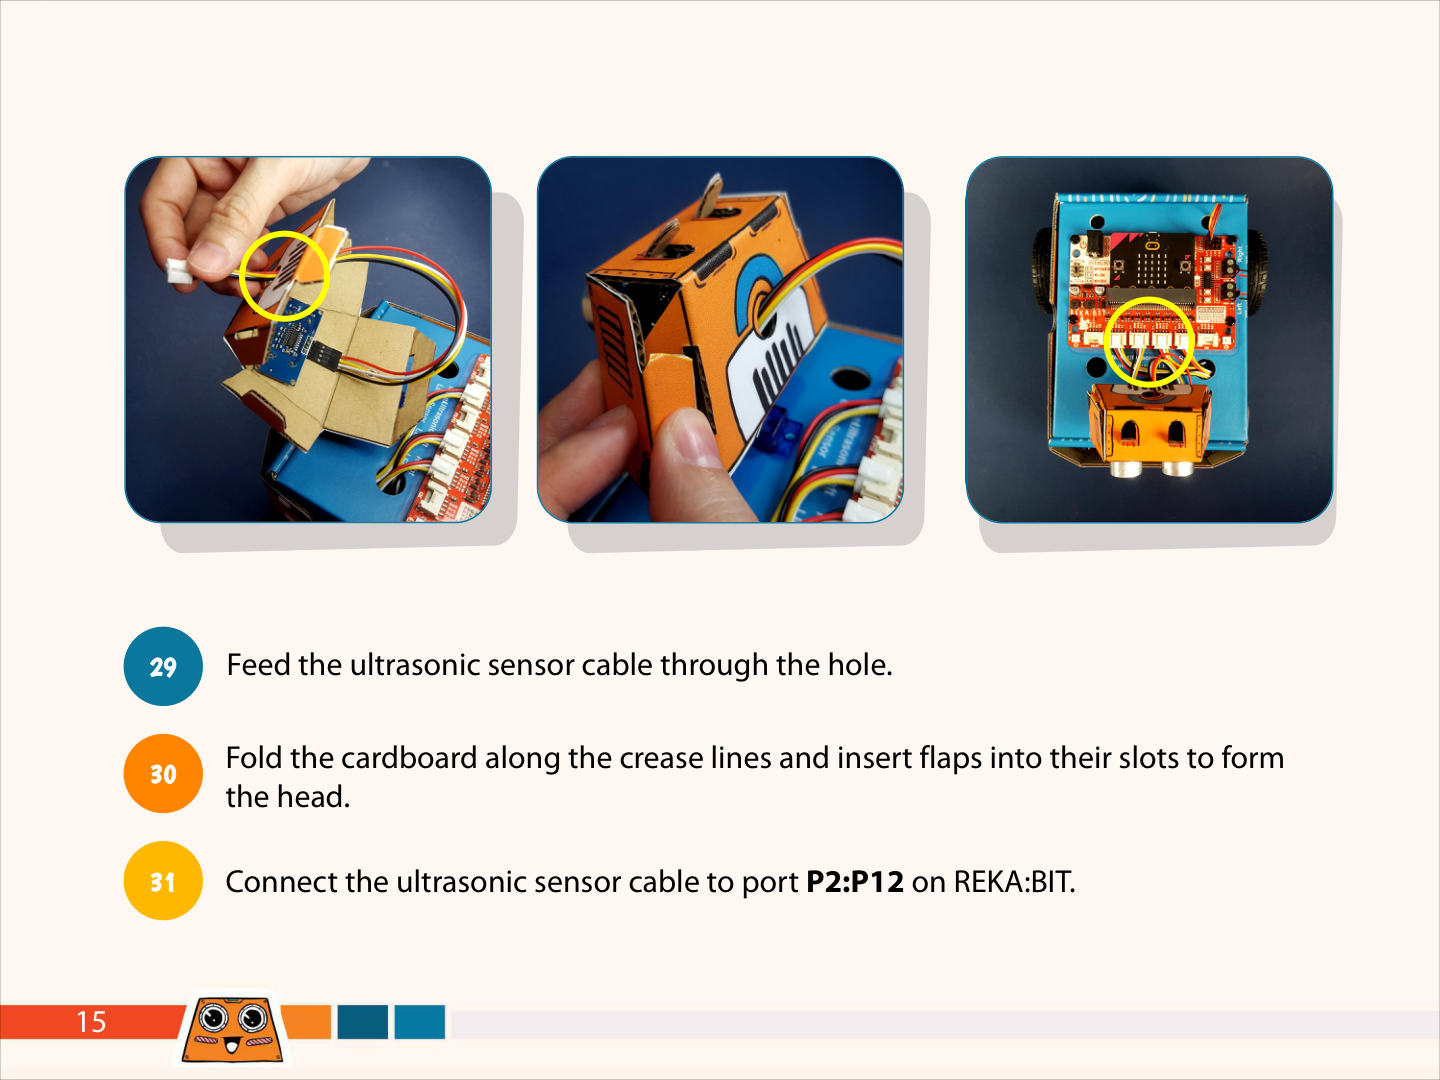 29
Feed the ultrasonic sensor cable through the hole.
30
Fold the cardboard along the crease lines and insert flaps into their slots to form
the head.
31
Connect the ultrasonic sensor cable to port P2:P12 on REKA:BIT.
15